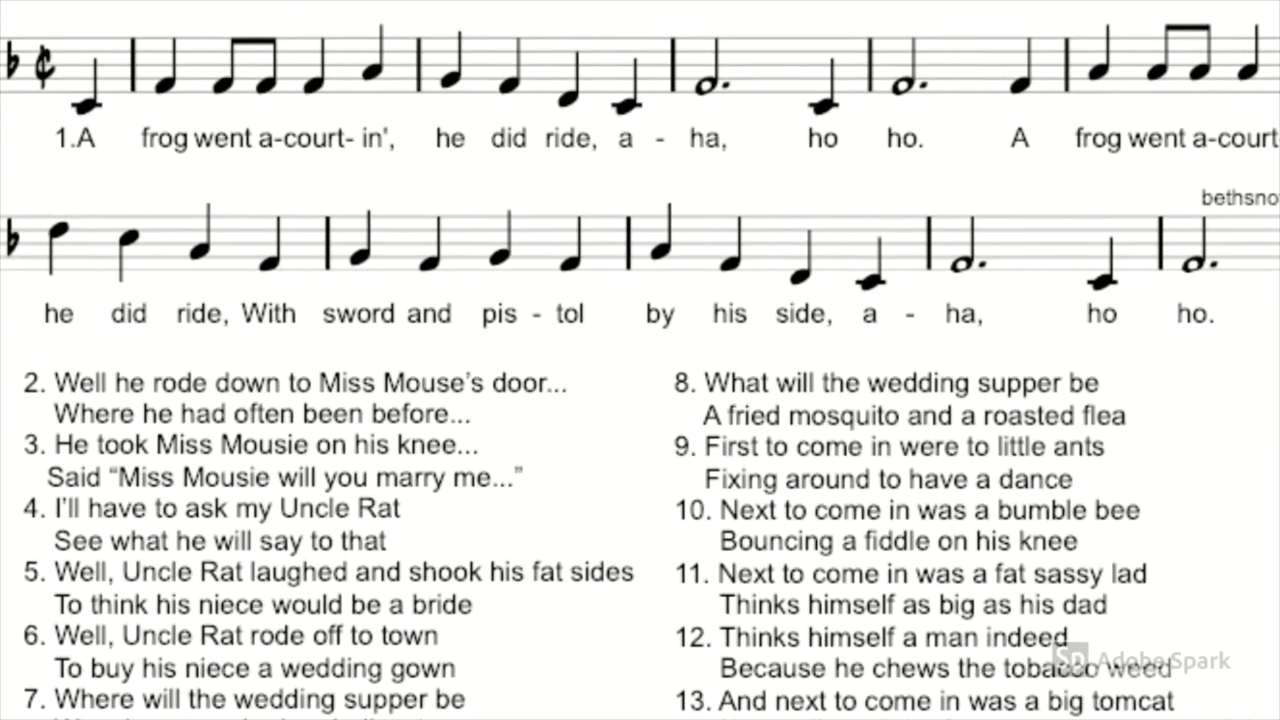 1.A frog went a-court- in', he did ride, a - ha, ho ho. A frog went a-court-
bethsno
he did ride, With sword and pis - tol by his side, a - ha, ho ho.
2. Well he rode down to Miss Mouse's door...
Where he had often been before...
3. He took Miss Mousie on his knee...
Said “Miss Mousie will you marry me...”
4. I'll have to ask my Uncle Rat
See what he will say to that
5. Well, Uncle Rat laughed and shook his fat sides
To think his niece would be a bride
6. Well, Uncle Rat rode off to town
To buy his niece a wedding gown
7. Where will the wedding supper be
8. What will the wedding supper be
A fried mosquito and a roasted flea
9. First to come in were to little ants
Fixing around to have a dance
10. Next to come in was a bumble bee
Bouncing a fiddle on his knee
11. Next to come in was a fat sassy lad
Thinks himself as big as his dad
12. Thinks himself a man indeed
Because he chews the tobacco weed
13. And next to come in was a big tomcat
Sp Adobe Spark